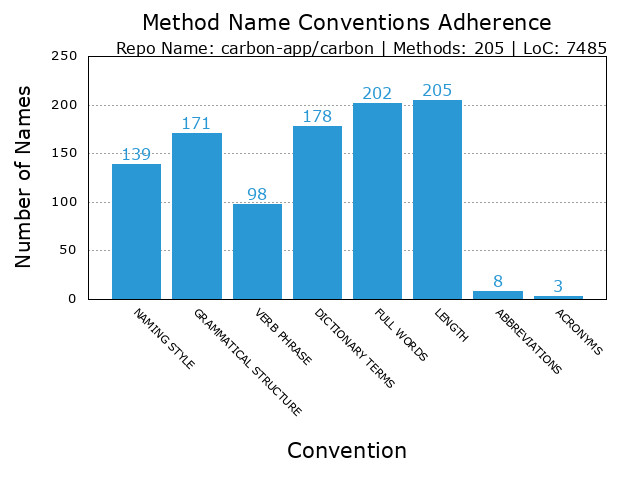 Method Name Conventions Adherence
Repo Name: carbon-app/carbon | Methods: 205 | LoC: 7485
Number of Names
250
200
150
100
50
0
139
171
98
178
202
205
8
3
NAMING STYLE
GRAMMATICAL STRUCTURE
VERB PHRASE
DICTIONARY TERMS
FULL WORDS
LENGTH
ABBREVIATIONS
ACRONYMS
Convention